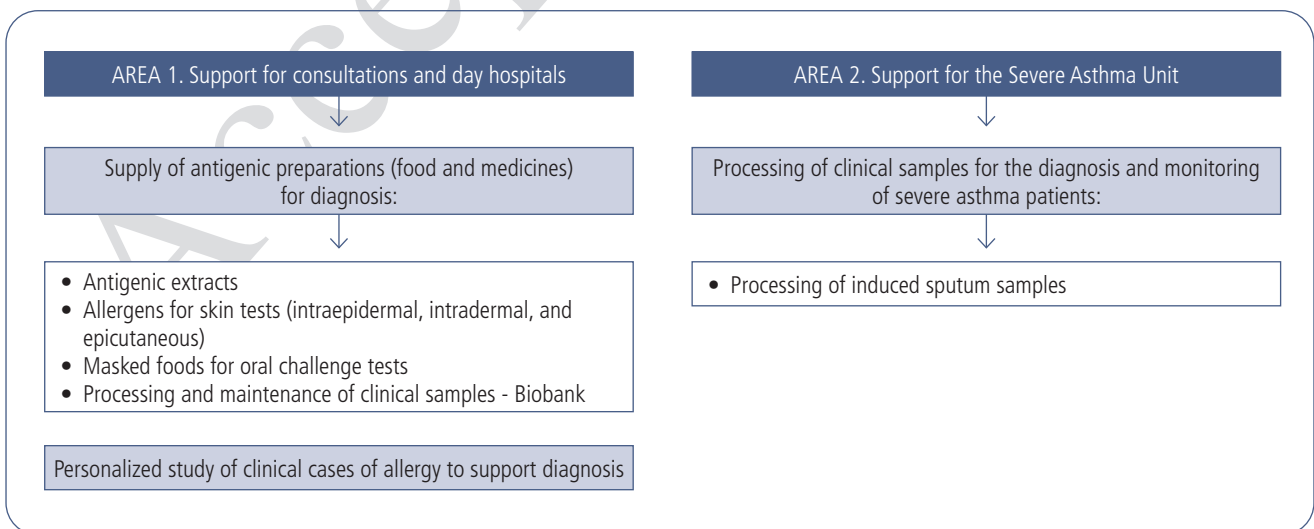 AREA 1. Support for consultations and day hospitals
Supply of antigenic preparations (food and medicines)
for diagnosis:
• Antigenic extracts
• Allergens for skin tests (intraepidermal, intradermal, and
epicutaneous)
• Masked foods for oral challenge tests
• Processing and maintenance of clinical samples - Biobank
Personalized study of clinical cases of allergy to support diagnosis
AREA 2. Support for the Severe Asthma Unit
Processing of clinical samples for the diagnosis and monitoring
of severe asthma patients:
• Processing of induced sputum samples